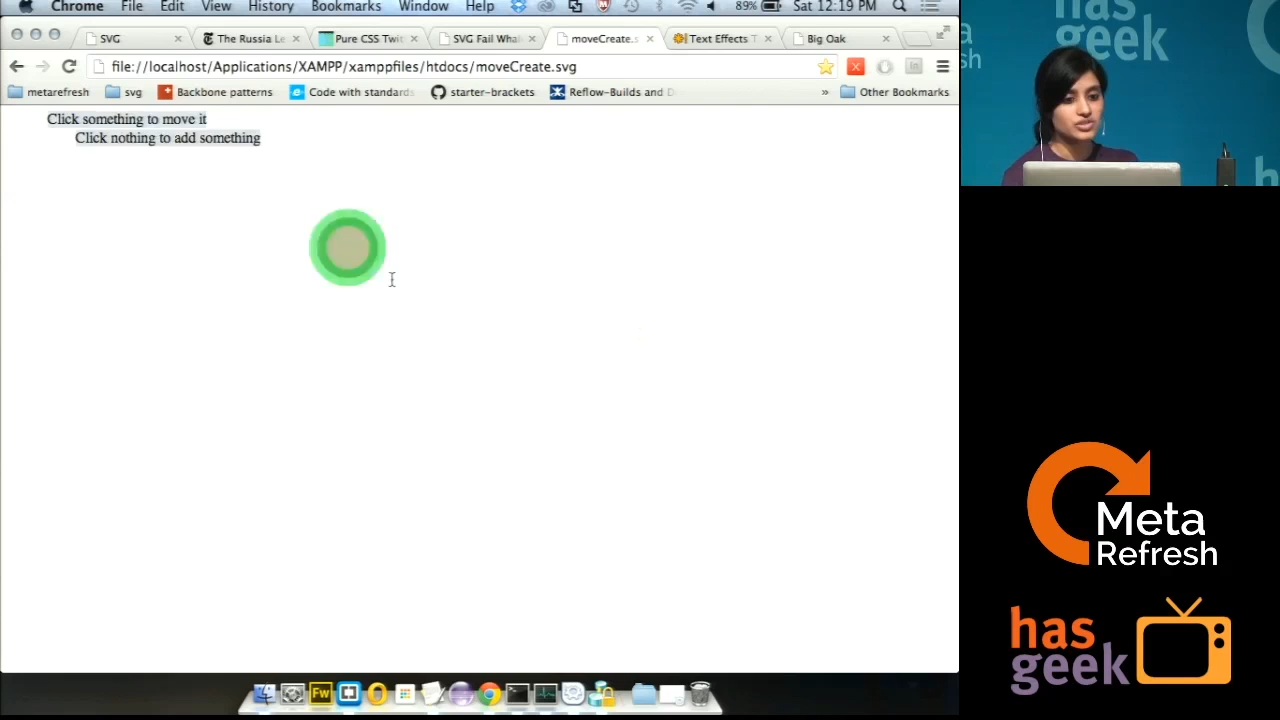 Chrome File Edit View History Bookmarks Window Help 89% Sat 12:19 PM
SVG The Russia Le Pure CSS Twit SVG Fail Wha moveCreate.s Text Effects T Big Oak
file://localhost/Applications/XAMPP/xamppfiles/htdocs/moveCreate.svg
metarefresh svg Backbone patterns Code with standards starter-brackets Reflow-Builds and D » Other Bookmarks
Click something to move it
Click nothing to add something
Fw
has
geek
sh
h
Meta
Refresh
has
geek